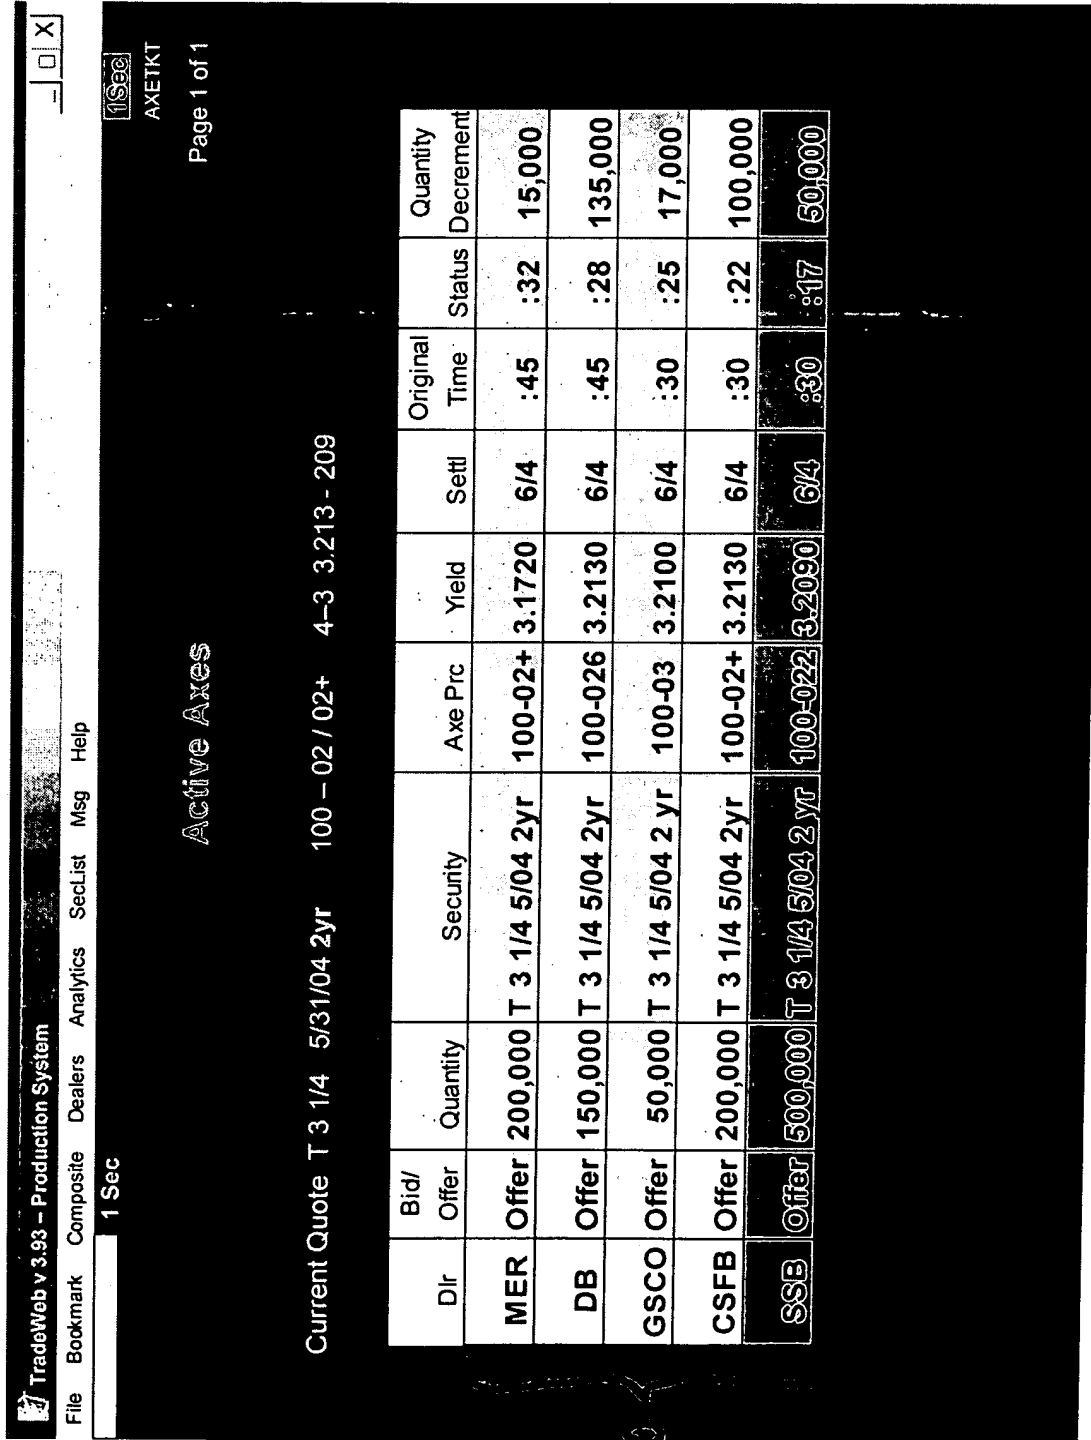 TradeWeb v 3.93 – Production System
_ □ X
File Bookmark Composite Dealers Analytics SecList Msg Help
1 Sec
1Sec
AXETKT
Active Axes
Page 1 of 1
Current Quote T 3 1/4 5/31/04 2yr 100 – 02 / 02+ 4–3 3.213 - 209
Dlr Bid/ Offer Quantity Security Axe Prc Yield Settl Original Time Status Quantity Decrement
MER Offer 200,000 T 3 1/4 5/04 2yr 100-02+ 3.1720 6/4 :45 :32 15,000
DB Offer 150,000 T 3 1/4 5/04 2yr 100-026 3.2130 6/4 :45 :28 135,000
GSCO Offer 50,000 T 3 1/4 5/04 2 yr 100-03 3.2100 6/4 :30 :25 17,000
CSFB Offer 200,000 T 3 1/4 5/04 2yr 100-02+ 3.2130 6/4 :30 :22 100,000
SSB Offer 500,000 T 3 1/4 5/04 2 yr 100-022 3.2090 6/4 :30 :17 50,000